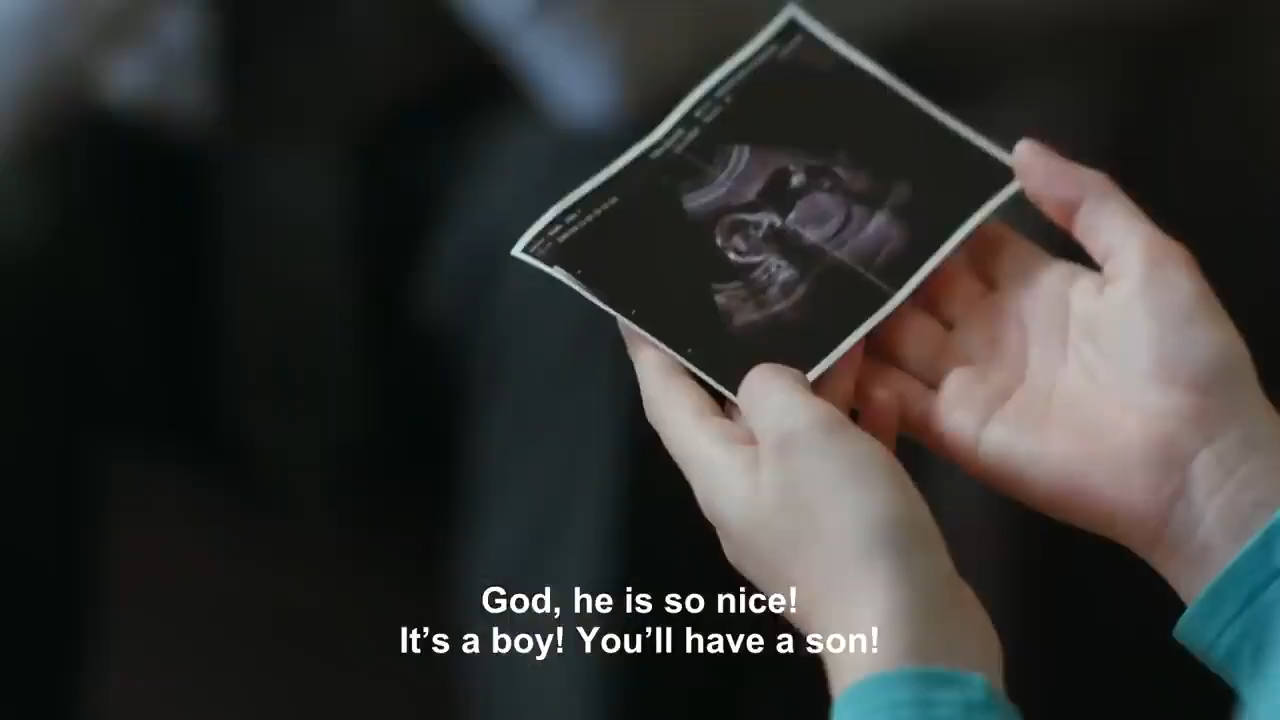 God, he is so nice!
It’s a boy! You’ll have a son!